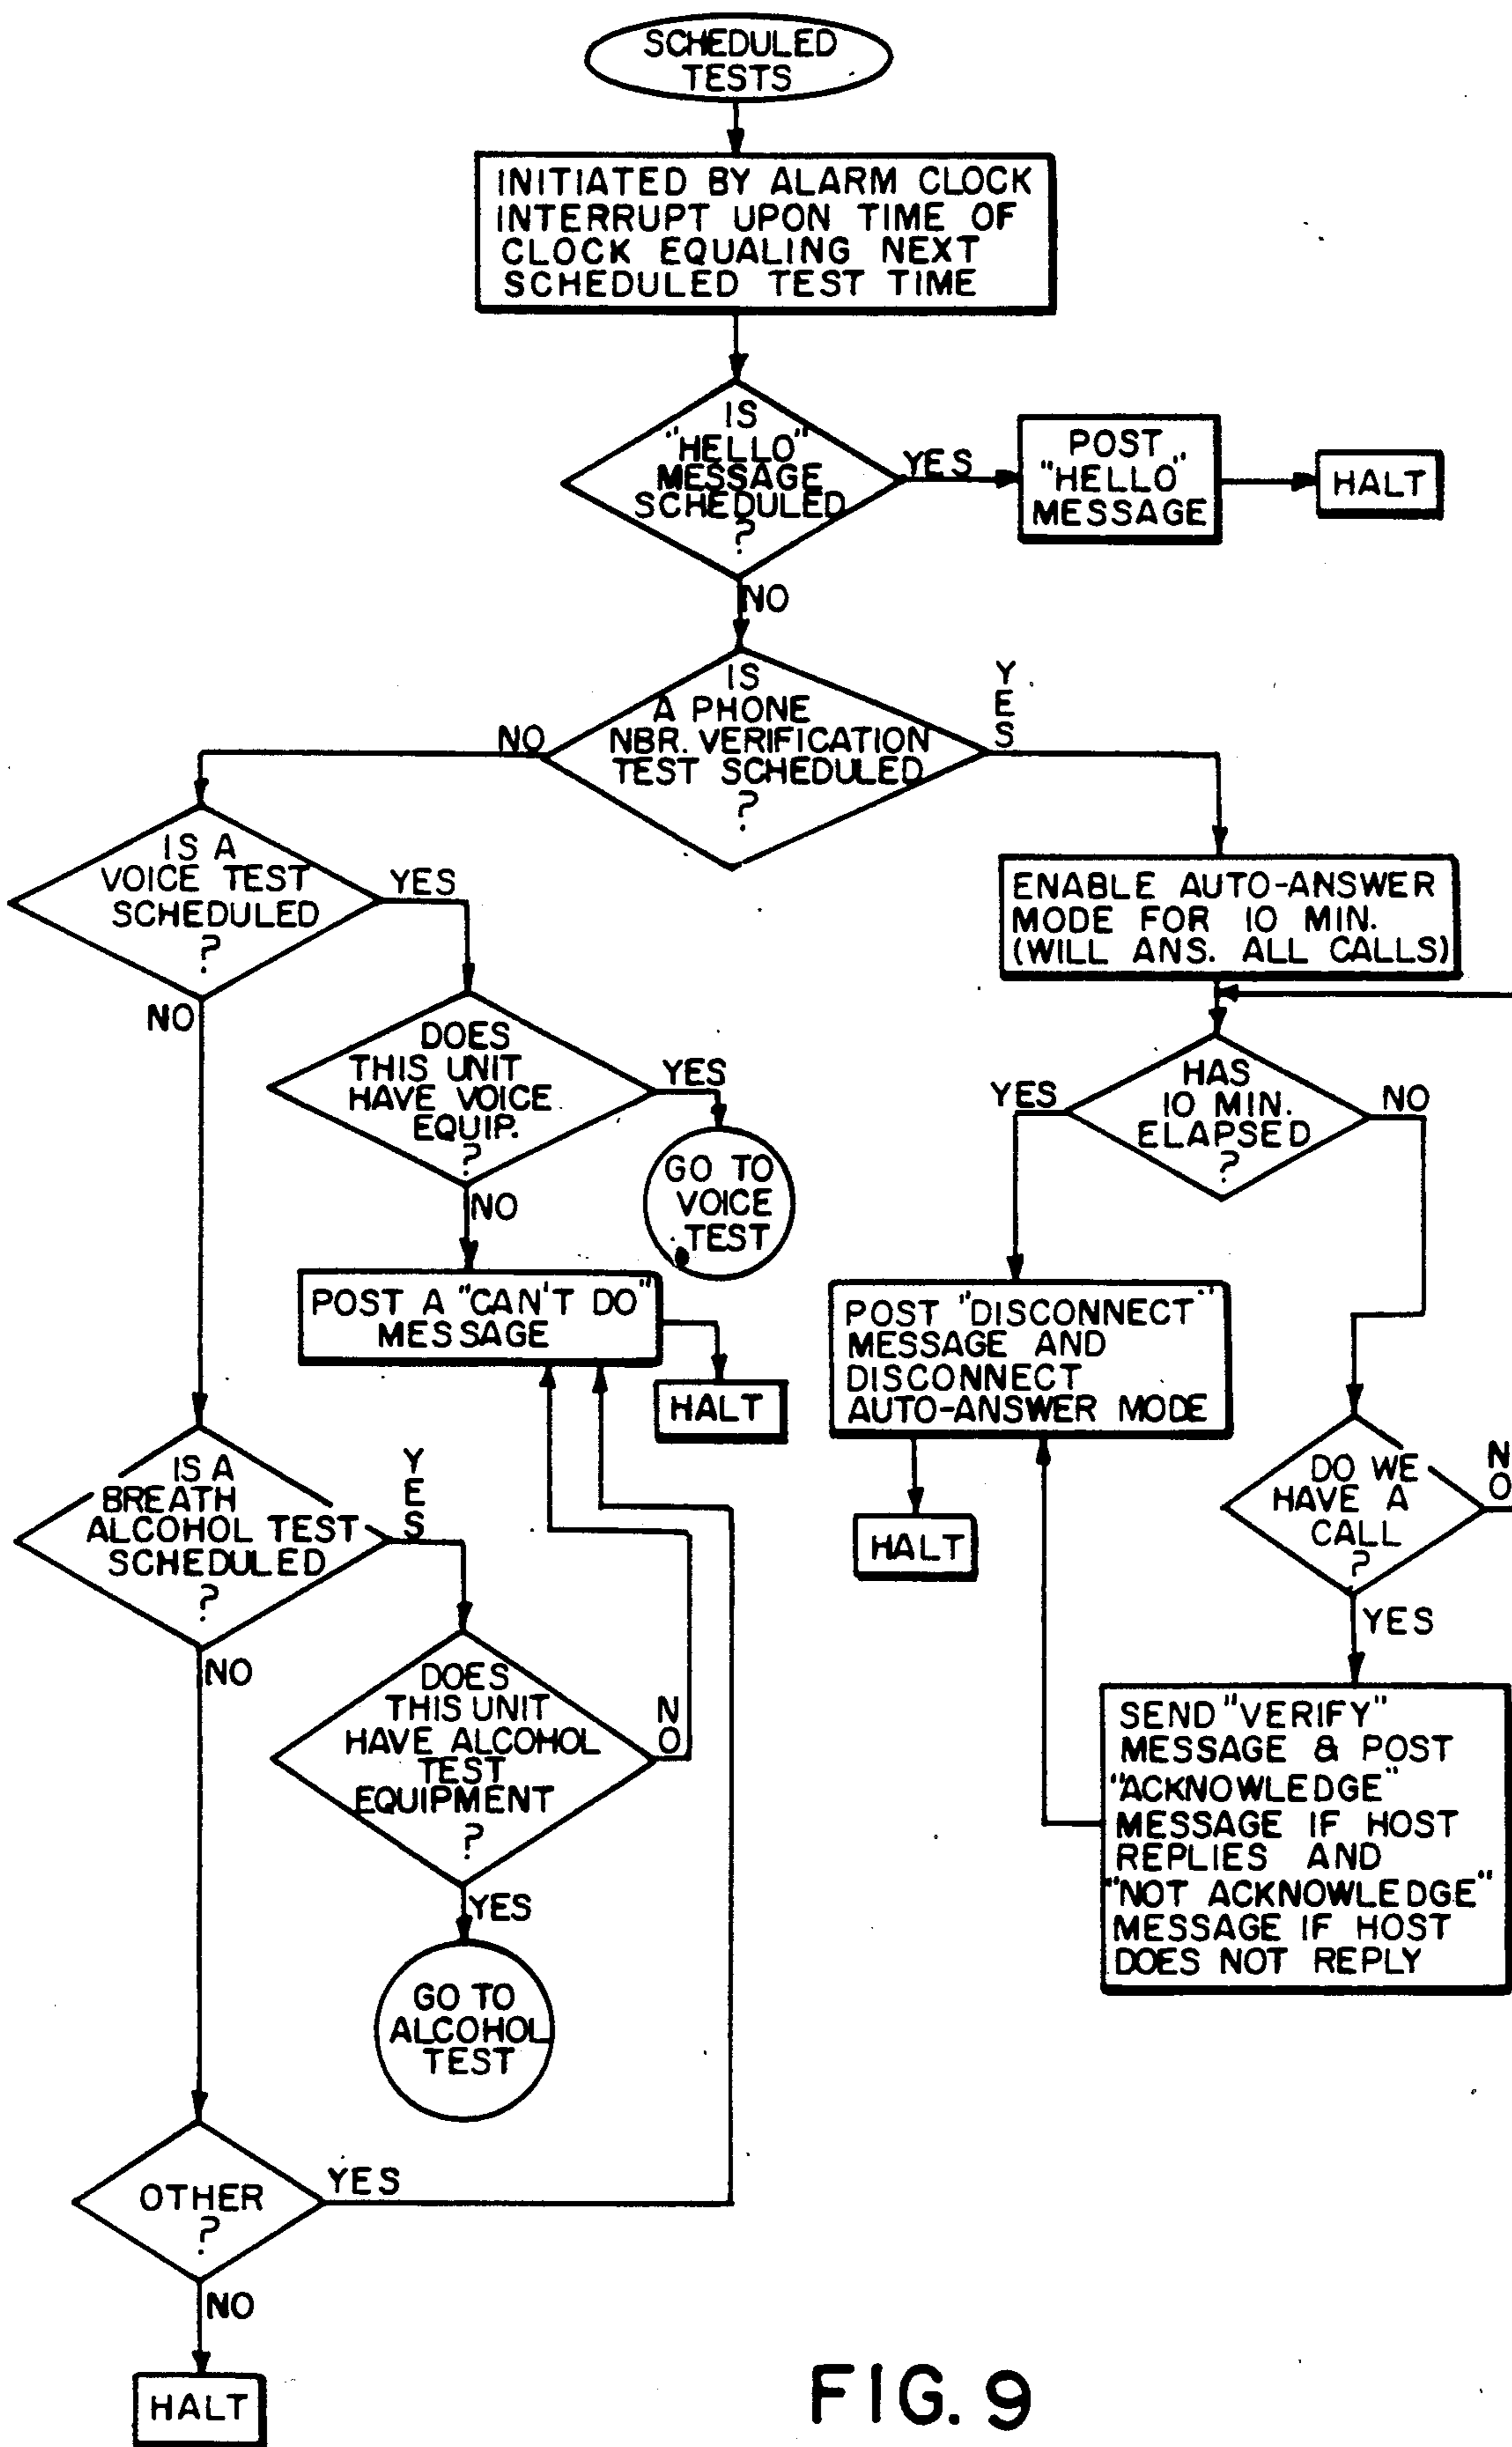 SCHEDULED
TESTS
INITIATED BY ALARM CLOCK
INTERRUPT UPON TIME OF
CLOCK EQUALING NEXT
SCHEDULED TEST TIME
IS
"HELLO"
MESSAGE
SCHEDULED
?
YES
POST
"HELLO"
MESSAGE
HALT
NO
IS
A PHONE
NBR. VERIFICATION
TEST SCHEDULED
?
NO
YES
IS A
VOICE TEST
SCHEDULED
?
YES
NO
ENABLE AUTO-ANSWER
MODE FOR 10 MIN.
(WILL ANS. ALL CALLS)
DOES
THIS UNIT
HAVE VOICE
EQUIP.
?
YES
NO
GO TO
VOICE
TEST
HAS
10 MIN.
ELAPSED
?
YES
NO
POST A "CAN'T DO"
MESSAGE
HALT
POST "DISCONNECT"
MESSAGE AND
DISCONNECT
AUTO-ANSWER MODE
HALT
DO WE
HAVE A
CALL
?
NO
YES
IS A
BREATH
ALCOHOL TEST
SCHEDULED
?
YES
NO
DOES
THIS UNIT
HAVE ALCOHOL
TEST
EQUIPMENT
?
NO
YES
SEND "VERIFY"
MESSAGE & POST
"ACKNOWLEDGE"
MESSAGE IF HOST
REPLIES AND
"NOT ACKNOWLEDGE"
MESSAGE IF HOST
DOES NOT REPLY
GO TO
ALCOHOL
TEST
OTHER
?
YES
NO
HALT
FIG. 9